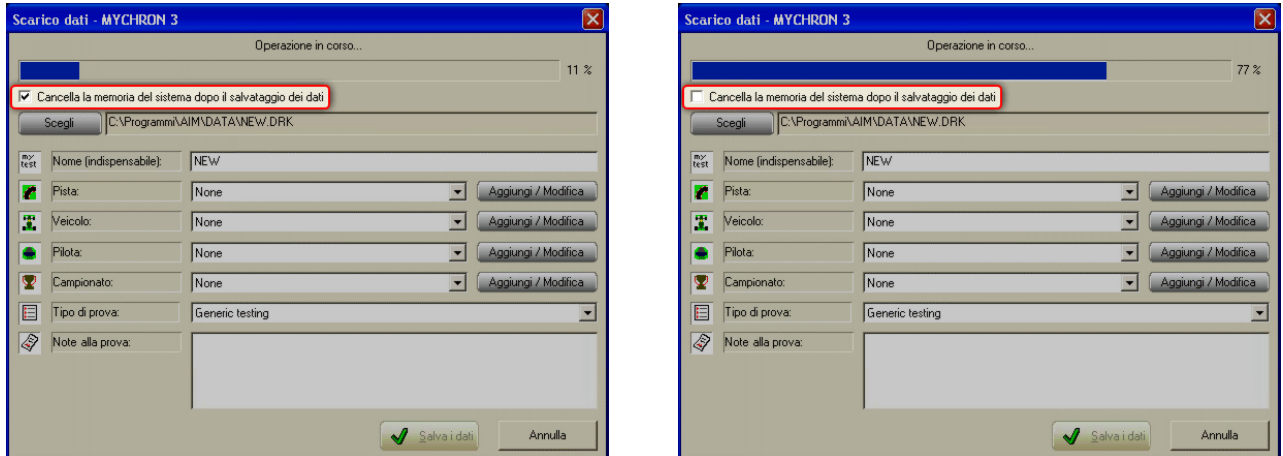 Scarico dati - MYCHRON 3
Operazione in corso...
11 %
Cancella la memoria del sistema dopo il salvataggio dei dati
Scegli C:\Programmi\AIM\DATA\NEW.DRK
my test Nome (indispensabile): NEW
Pista: None Aggiungi / Modifica
Veicolo: None Aggiungi / Modifica
Pilota: None Aggiungi / Modifica
Campionato: None Aggiungi / Modifica
Tipo di prova: Generic testing
Note alla prova:
Salva i dati Annulla
Scarico dati - MYCHRON 3
Operazione in corso...
77 %
Cancella la memoria del sistema dopo il salvataggio dei dati
Scegli C:\Programmi\AIM\DATA\NEW.DRK
my test Nome (indispensabile): NEW
Pista: None Aggiungi / Modifica
Veicolo: None Aggiungi / Modifica
Pilota: None Aggiungi / Modifica
Campionato: None Aggiungi / Modifica
Tipo di prova: Generic testing
Note alla prova:
Salva i dati Annulla